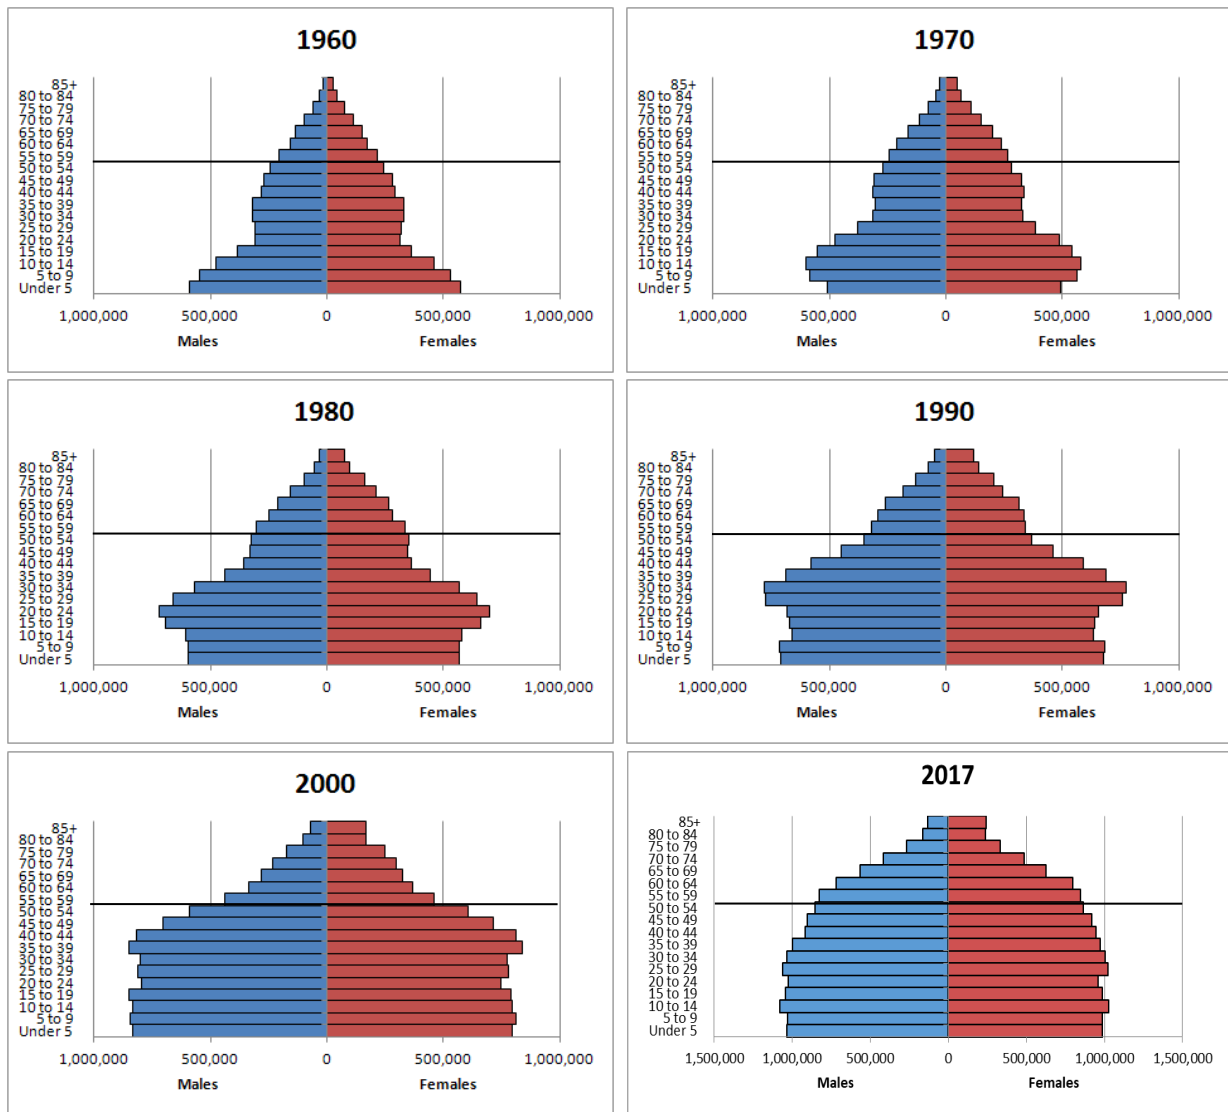 1960
85+
80 to 84
75 to 79
70 to 74
65 to 69
60 to 64
55 to 59
50 to 54
45 to 49
40 to 44
35 to 39
30 to 34
25 to 29
20 to 24
15 to 19
10 to 14
5 to 9
Under 5
1,000,000 500,000 0 500,000 1,000,000
Males Females
1970
85+
80 to 84
75 to 79
70 to 74
65 to 69
60 to 64
55 to 59
50 to 54
45 to 49
40 to 44
35 to 39
30 to 34
25 to 29
20 to 24
15 to 19
10 to 14
5 to 9
Under 5
1,000,000 500,000 0 500,000 1,000,000
Males Females
1980
85+
80 to 84
75 to 79
70 to 74
65 to 69
60 to 64
55 to 59
50 to 54
45 to 49
40 to 44
35 to 39
30 to 34
25 to 29
20 to 24
15 to 19
10 to 14
5 to 9
Under 5
1,000,000 500,000 0 500,000 1,000,000
Males Females
1990
85+
80 to 84
75 to 79
70 to 74
65 to 69
60 to 64
55 to 59
50 to 54
45 to 49
40 to 44
35 to 39
30 to 34
25 to 29
20 to 24
15 to 19
10 to 14
5 to 9
Under 5
1,000,000 500,000 0 500,000 1,000,000
Males Females
2000
85+
80 to 84
75 to 79
70 to 74
65 to 69
60 to 64
55 to 59
50 to 54
45 to 49
40 to 44
35 to 39
30 to 34
25 to 29
20 to 24
15 to 19
10 to 14
5 to 9
Under 5
1,000,000 500,000 0 500,000 1,000,000
Males Females
2017
85+
80 to 84
75 to 79
70 to 74
65 to 69
60 to 64
55 to 59
50 to 54
45 to 49
40 to 44
35 to 39
30 to 34
25 to 29
20 to 24
15 to 19
10 to 14
5 to 9
Under 5
1,500,000 1,000,000 500,000 0 500,000 1,000,000 1,500,000
Males Females